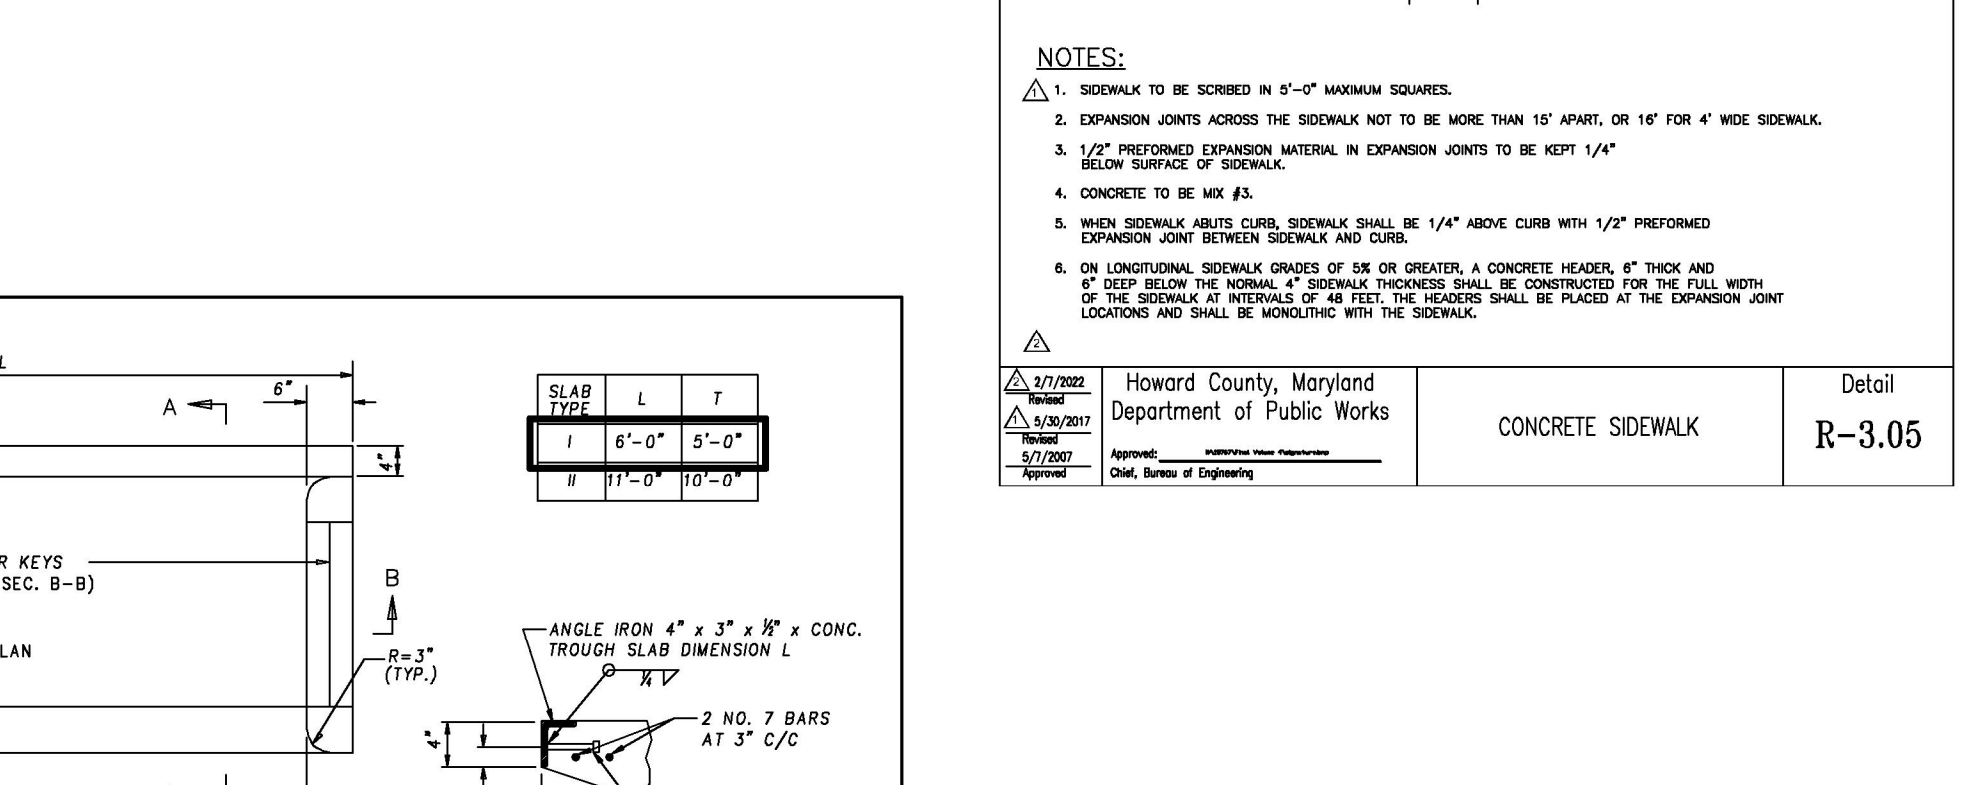 NOTES:
1 1. SIDEWALK TO BE SCRIBED IN 5'-0" MAXIMUM SQUARES.
2. EXPANSION JOINTS ACROSS THE SIDEWALK NOT TO BE MORE THAN 15' APART, OR 16' FOR 4' WIDE SIDEWALK.
3. 1/2" PREFORMED EXPANSION MATERIAL IN EXPANSION JOINTS TO BE KEPT 1/4"
BELOW SURFACE OF SIDEWALK.
4. CONCRETE TO BE MIX #3.
5. WHEN SIDEWALK ABUTS CURB, SIDEWALK SHALL BE 1/4" ABOVE CURB WITH 1/2" PREFORMED
EXPANSION JOINT BETWEEN SIDEWALK AND CURB.
6. ON LONGITUDINAL SIDEWALK GRADES OF 5% OR GREATER, A CONCRETE HEADER, 6" THICK AND
6" DEEP BELOW THE NORMAL 4" SIDEWALK THICKNESS SHALL BE CONSTRUCTED FOR THE FULL WIDTH
OF THE SIDEWALK AT INTERVALS OF 48 FEET. THE HEADERS SHALL BE PLACED AT THE EXPANSION JOINT
LOCATIONS AND SHALL BE MONOLITHIC WITH THE SIDEWALK.
2
2 2/7/2022
Revised
1 5/30/2017
Revised
5/7/2007
Approved
Howard County, Maryland
Department of Public Works
Approved:
Chief, Bureau of Engineering
CONCRETE SIDEWALK
Detail
R-3.05
L
6"
A
4"
SLAB TYPE L T
I 6'-0" 5'-0"
II 11'-0" 10'-0"
R KEYS
SEC. B-B)
B
LAN
R=3"
(TYP.)
ANGLE IRON 4" x 3" x ½" x CONC.
TROUGH SLAB DIMENSION L
¼
2 NO. 7 BARS
AT 3" C/C
4"